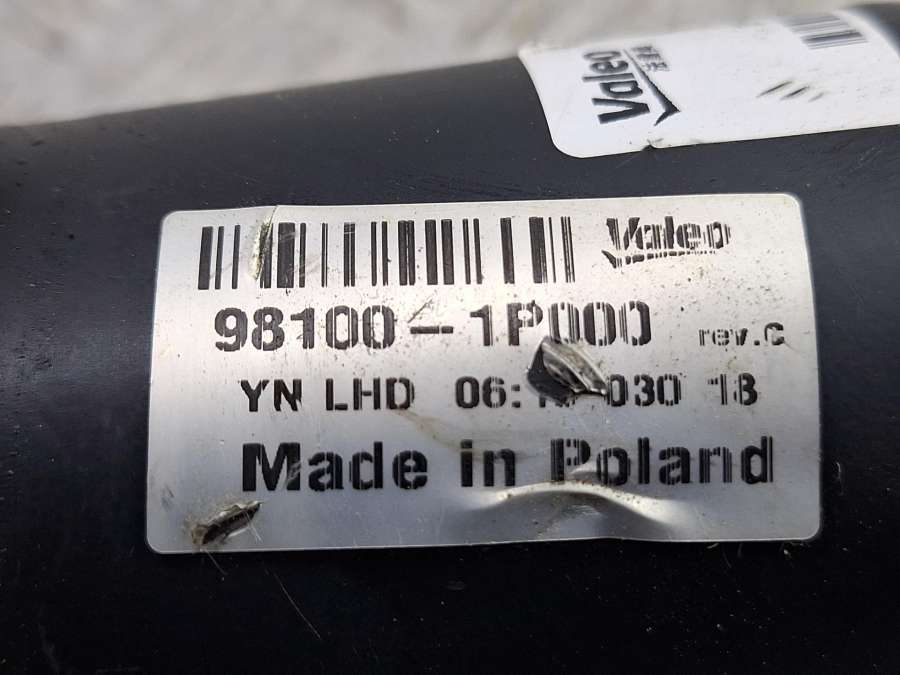 Valeo
Valeo
98100-1P000 rev.C
YN LHD 06: 030 18
Made in Poland